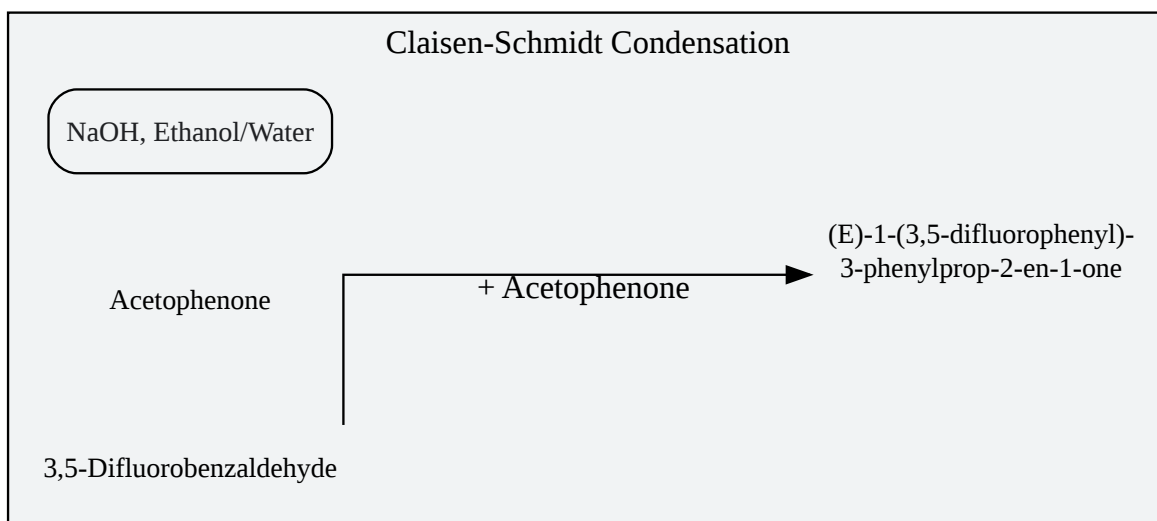 Claisen-Schmidt Condensation
NaOH, Ethanol/Water
(E)-1-(3,5-difluorophenyl)-
3-phenylprop-2-en-1-one
Acetophenone
+ Acetophenone
3,5-Difluorobenzaldehyde